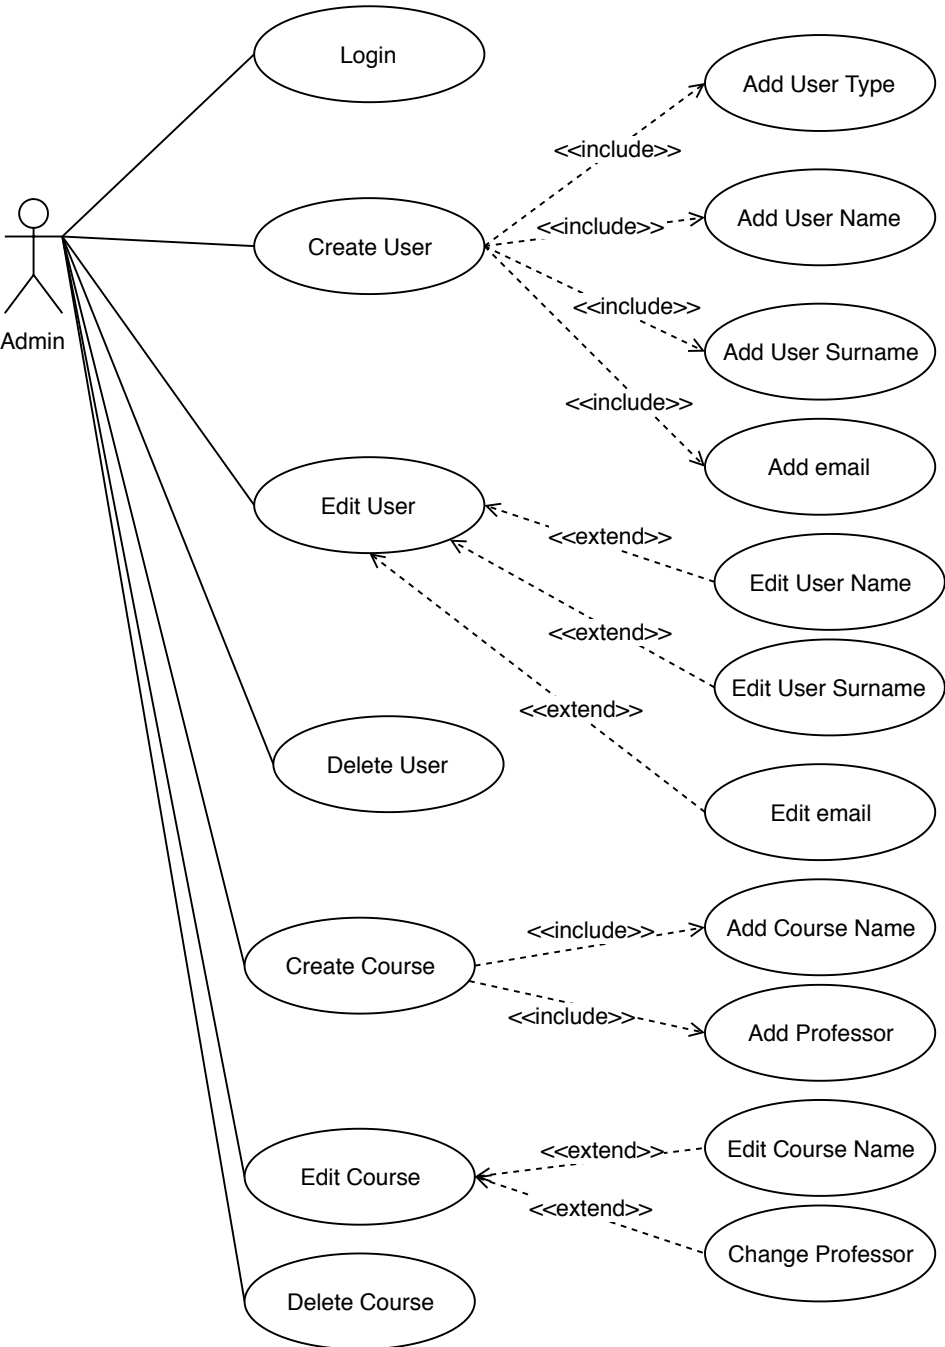 Login
Add User Type
<<include>>
Add User Name
<<include>>
Create User
<<include>>
Admin
Add User Surname
<<include>>
Add email
Edit User
<<extend>>
Edit User Name
<<extend>>
Edit User Surname
<<extend>>
Delete User
Edit email
Add Course Name
<<include>>
Create Course
<<include>>
Add Professor
Edit Course Name
<<extend>>
Edit Course
<<extend>>
Change Professor
Delete Course